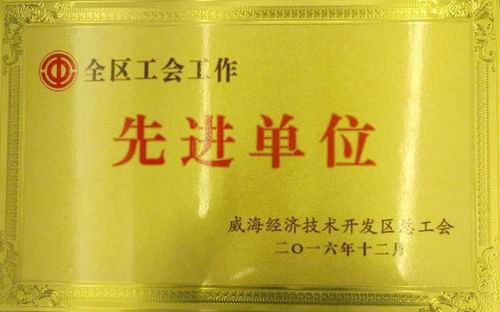 全区工会工作
先进单位
威海经济技术开发区总工会
二〇一六年十二月